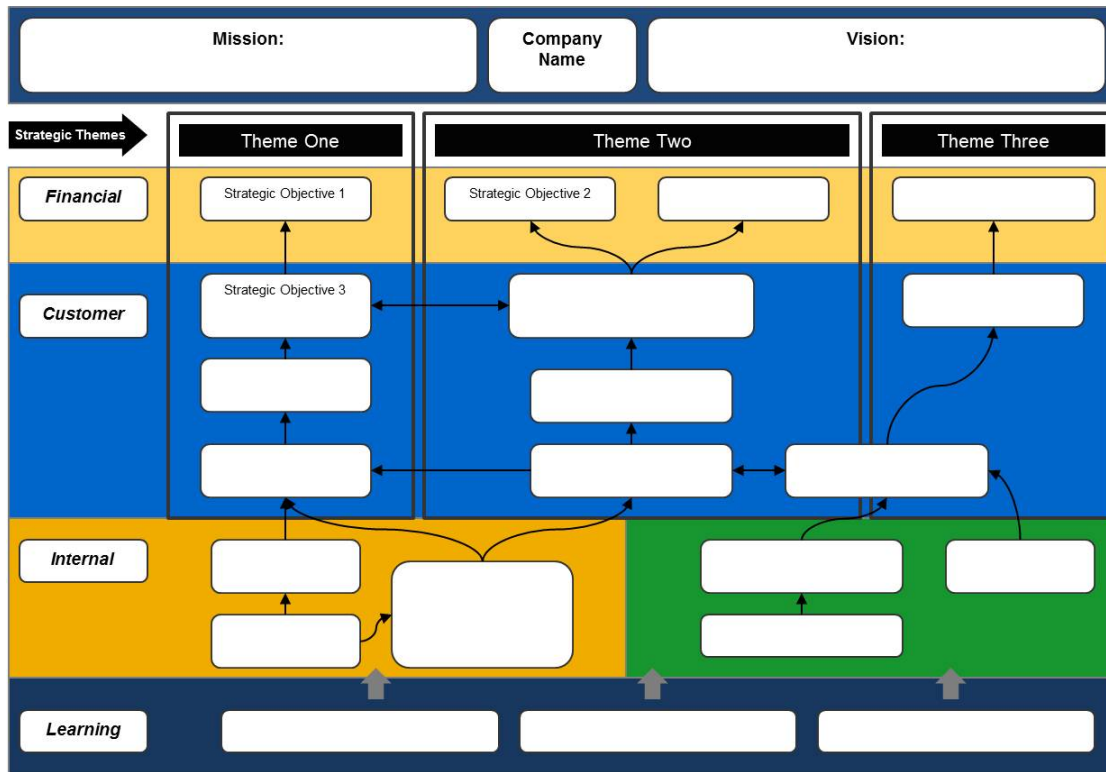 Mission:
Company
Name
Vision:
Strategic Themes
Theme One
Theme Two
Theme Three
Financial
Strategic Objective 1
Strategic Objective 2
Customer
Strategic Objective 3
Internal
Learning